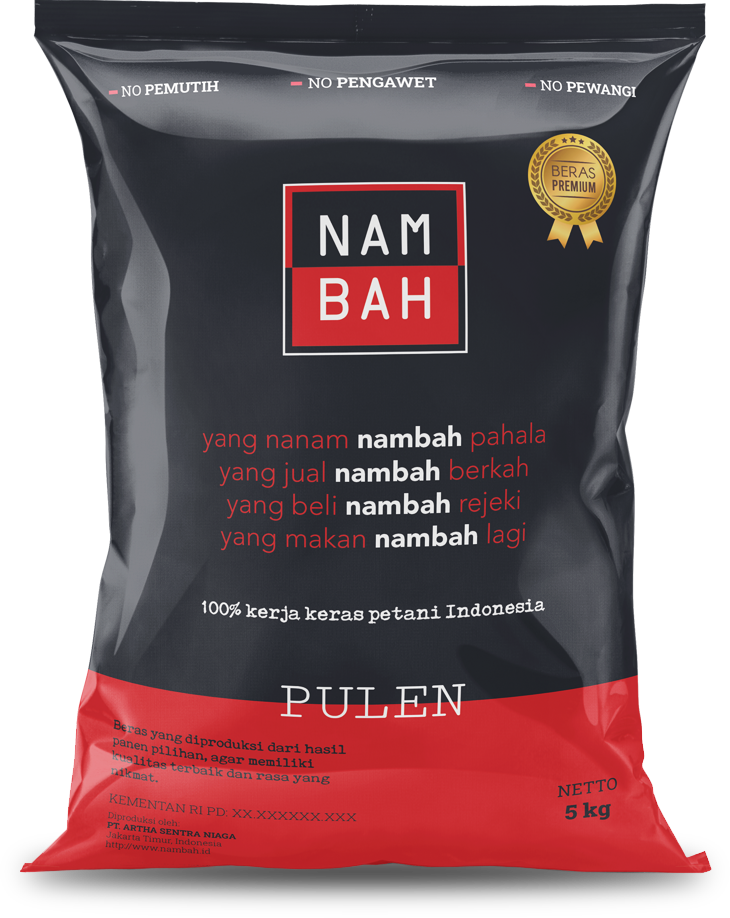 NO PEMUTIH
NO PENGAWET
NO PEWANGI
BERAS
PREMIUM
NAM
BAH
yang nanam nambah pahala
yang jual nambah berkah
yang beli nambah rejeki
yang makan nambah lagi
100% kerja keras petani Indonesia
PULEN
Beras yang diproduksi dari hasil
panen pilihan, agar memiliki
kualitas terbaik dan rasa yang
nikmat.
KEMENTAN RI PD: XX.XXXXXX.XXX
Diproduksi oleh:
PT. ARTHA SENTRA NIAGA
Jakarta Timur, Indonesia
http://www.nambah.id
NETTO
5 kg